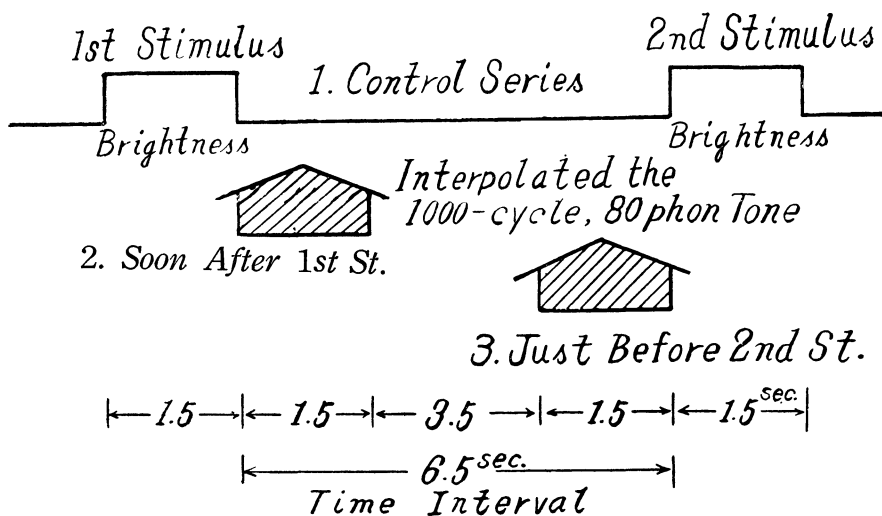 1st Stimulus
2nd Stimulus
1. Control Series
Brightness
Brightness
Interpolated the
1000-cycle, 80 phon Tone
2. Soon After 1st St.
3. Just Before 2nd St.
1.5 1.5 3.5 1.5 1.5 sec.
6.5 sec.
Time Interval